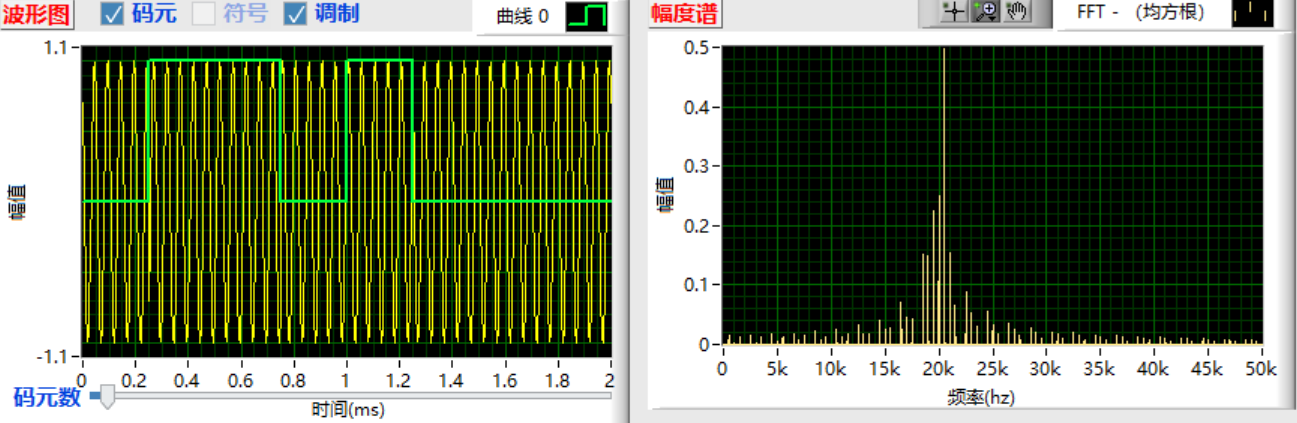 波形图 码元 符号 调制 曲线 0
1.1
幅值
-1.1
0 0.2 0.4 0.6 0.8 1 1.2 1.4 1.6 1.8 2
码元数
时间(ms)
幅度谱 FFT - (均方根)
0.5
0.4
0.3
幅值
0.2
0.1
0
0 5k 10k 15k 20k 25k 30k 35k 40k 45k 50k
频率(hz)